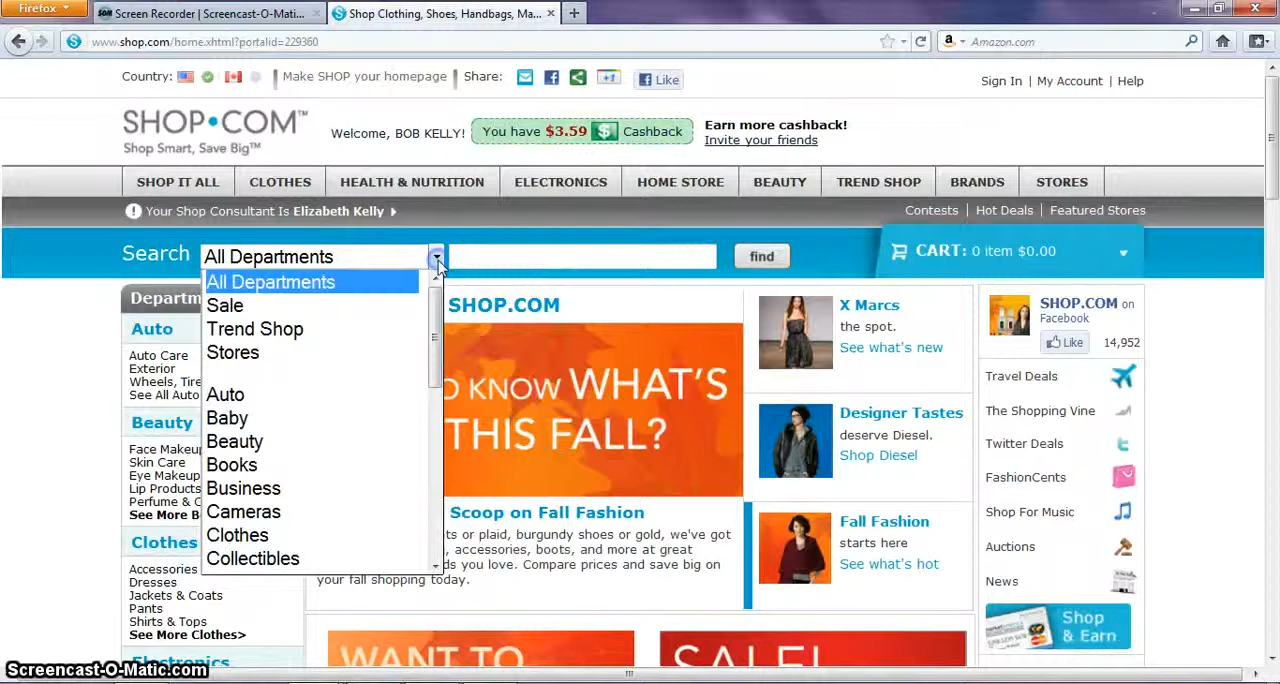 Firefox
Screen Recorder | Screencast-O-Mati...
Shop Clothing, Shoes, Handbags, Ma...
www.shop.com/home.xhtml?portalid=229360
Amazon.com
Country:
Make SHOP your homepage
Share:
+1
Like
Sign In | My Account | Help
SHOP•COM™
Shop Smart, Save Big™
Welcome, BOB KELLY!
You have $3.59 $ Cashback
Earn more cashback!
Invite your friends
SHOP IT ALL
CLOTHES
HEALTH & NUTRITION
ELECTRONICS
HOME STORE
BEAUTY
TREND SHOP
BRANDS
STORES
Your Shop Consultant Is Elizabeth Kelly
Contests | Hot Deals | Featured Stores
Search
All Departments
find
CART: 0 item $0.00
All Departments
Sale
Trend Shop
Stores
Auto
Baby
Beauty
Books
Business
Cameras
Clothes
Collectibles
Departm
Auto
Auto Care
Exterior
Wheels, Tire
See All Auto
Beauty
Face Makeup
Skin Care
Eye Makeup
Lip Products
Perfume & C
See More B
Clothes
Accessories
Dresses
Jackets & Coats
Pants
Shirts & Tops
See More Clothes>
Electronics
SHOP.COM
O KNOW WHAT'S
THIS FALL?
Scoop on Fall Fashion
ts or plaid, burgundy shoes or gold, we've got
, accessories, boots, and more at great
ds you love. Compare prices and save big on
your fall shopping today.
X Marcs
the spot.
See what's new
Designer Tastes
deserve Diesel.
Shop Diesel
Fall Fashion
starts here
See what's hot
SHOP.COM on
Facebook
Like
14,952
Travel Deals
The Shopping Vine
Twitter Deals
FashionCents
Shop For Music
Auctions
News
Shop
& Earn
WANT TO
SALE!
Screencast-O-Matic.com